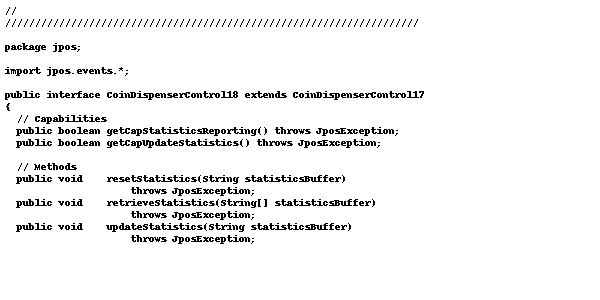 //
/////////////////////////////////////////////////////////////////////
package jpos;
import jpos.events.*;
public interface CoinDispenserControl18 extends CoinDispenserControl17
{
// Capabilities
public boolean getCapStatisticsReporting() throws JposException;
public boolean getCapUpdateStatistics() throws JposException;
// Methods
public void    resetStatistics(String statisticsBuffer)
throws JposException;
public void    retrieveStatistics(String[] statisticsBuffer)
throws JposException;
public void    updateStatistics(String statisticsBuffer)
throws JposException;